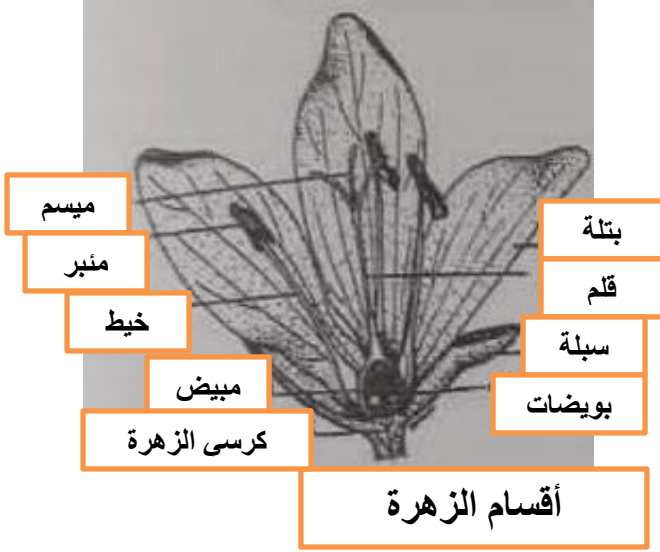 ميسم
مئبر
خيط
مبيض
كرسى الزهرة
بتلة
قلم
سبلة
بويضات
أقسام الزهرة